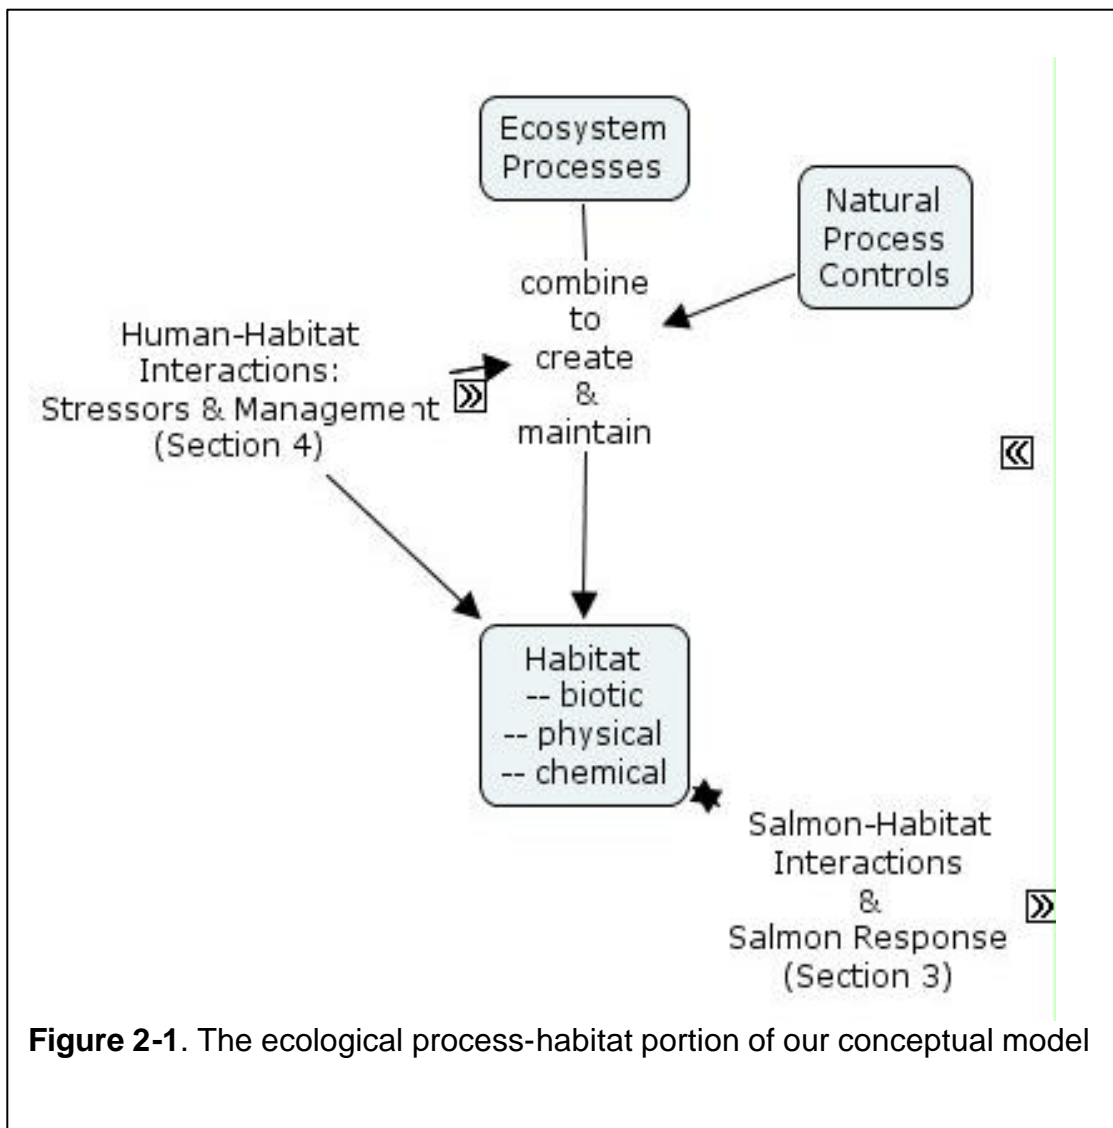 Ecosystem
Processes
Natural
Process
Controls
combine
to
create
&
maintain
Human-Habitat
Interactions:
Stressors & Management
(Section 4)
Habitat
-- biotic
-- physical
-- chemical
Salmon-Habitat
Interactions
&
Salmon Response
(Section 3)
Figure 2-1. The ecological process-habitat portion of our conceptual model